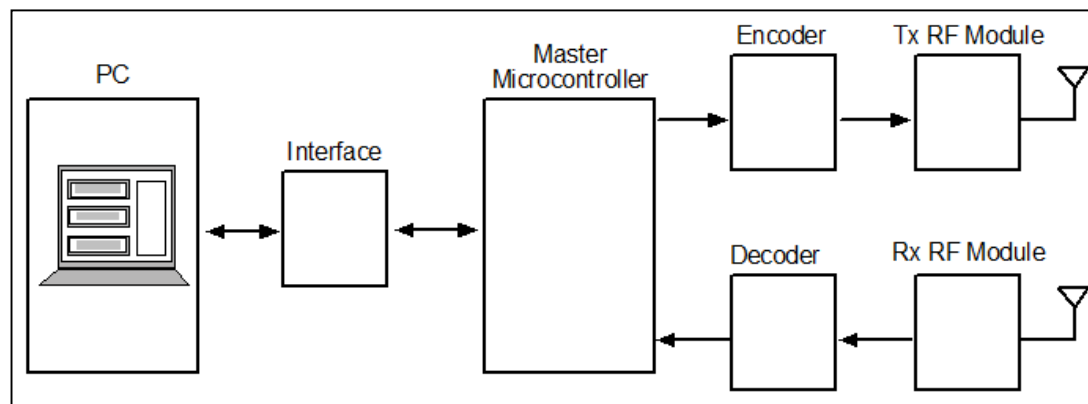 PC
Interface
Master
Microcontroller
Encoder
Tx RF Module
Decoder
Rx RF Module